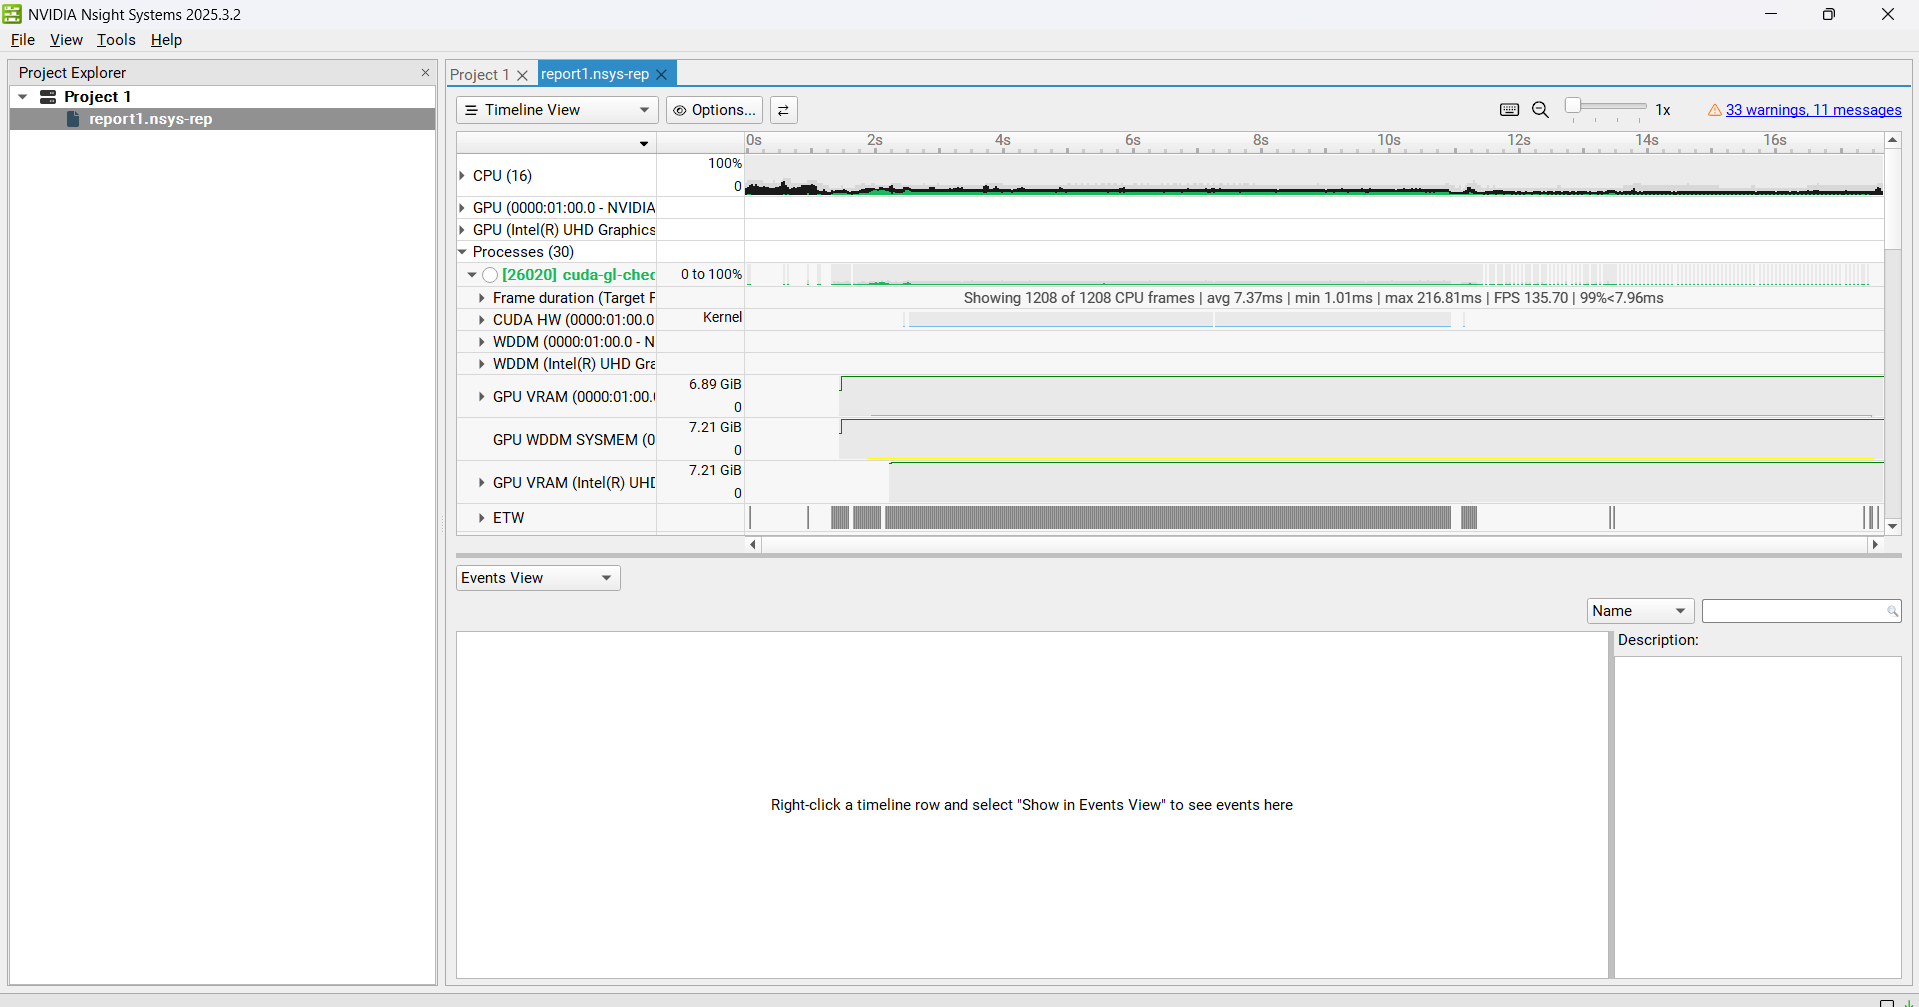 NVIDIA Nsight Systems 2025.3.2
File View Tools Help
Project Explorer
Project 1
report1.nsys-rep
Project 1
report1.nsys-rep
Timeline View
Options...
1x
33 warnings, 11 messages
0s 2s 4s 6s 8s 10s 12s 14s 16s
CPU (16)
100%
0
GPU (0000:01:00.0 - NVIDIA
GPU (Intel(R) UHD Graphics
Processes (30)
[26020] cuda-gl-chec
0 to 100%
Frame duration (Target F
Showing 1208 of 1208 CPU frames | avg 7.37ms | min 1.01ms | max 216.81ms | FPS 135.70 | 99%<7.96ms
CUDA HW (0000:01:00.0
Kernel
WDDM (0000:01:00.0 - N
WDDM (Intel(R) UHD Gra
GPU VRAM (0000:01:00.
6.89 GiB
0
GPU WDDM SYSMEM (0
7.21 GiB
0
GPU VRAM (Intel(R) UHD
7.21 GiB
0
ETW
Events View
Name
Description:
Right-click a timeline row and select "Show in Events View" to see events here